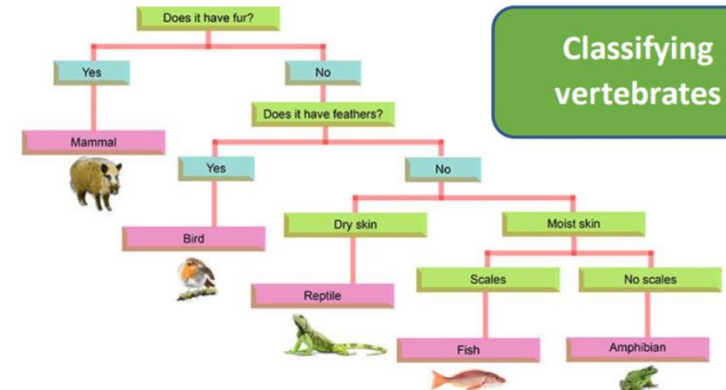 Does it have fur?
Classifying
vertebrates
Yes
No
Does it have feathers?
Mammal
Yes
No
Dry skin
Moist skin
Bird
Scales
No scales
Reptile
Fish
Amphibian